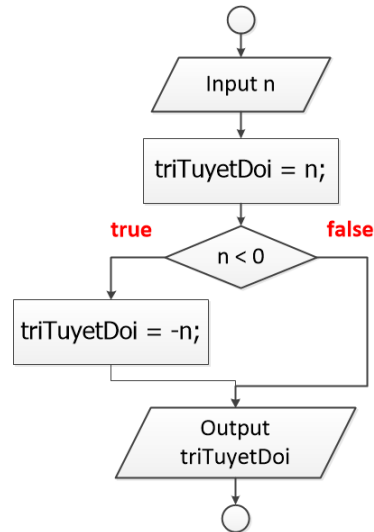 Input n
triTuyetDoi = n;
true
false
n < 0
triTuyetDoi = -n;
Output
triTuyetDoi